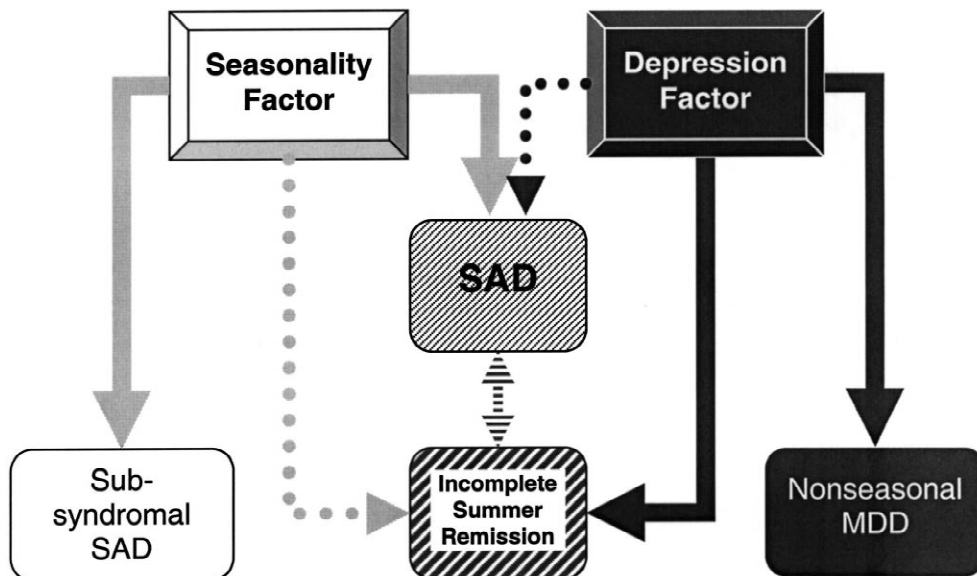 Seasonality
Factor
Depression
Factor
SAD
Sub-
syndromal
SAD
Incomplete
Summer
Remission
Nonseasonal
MDD